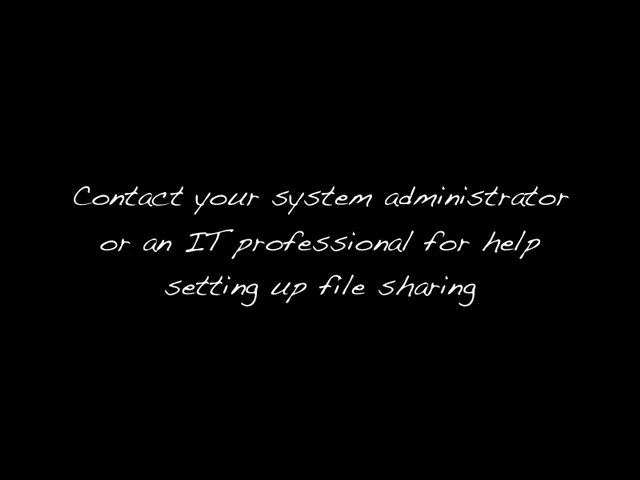 Contact your system administrator
or an IT professional for help
setting up file sharing